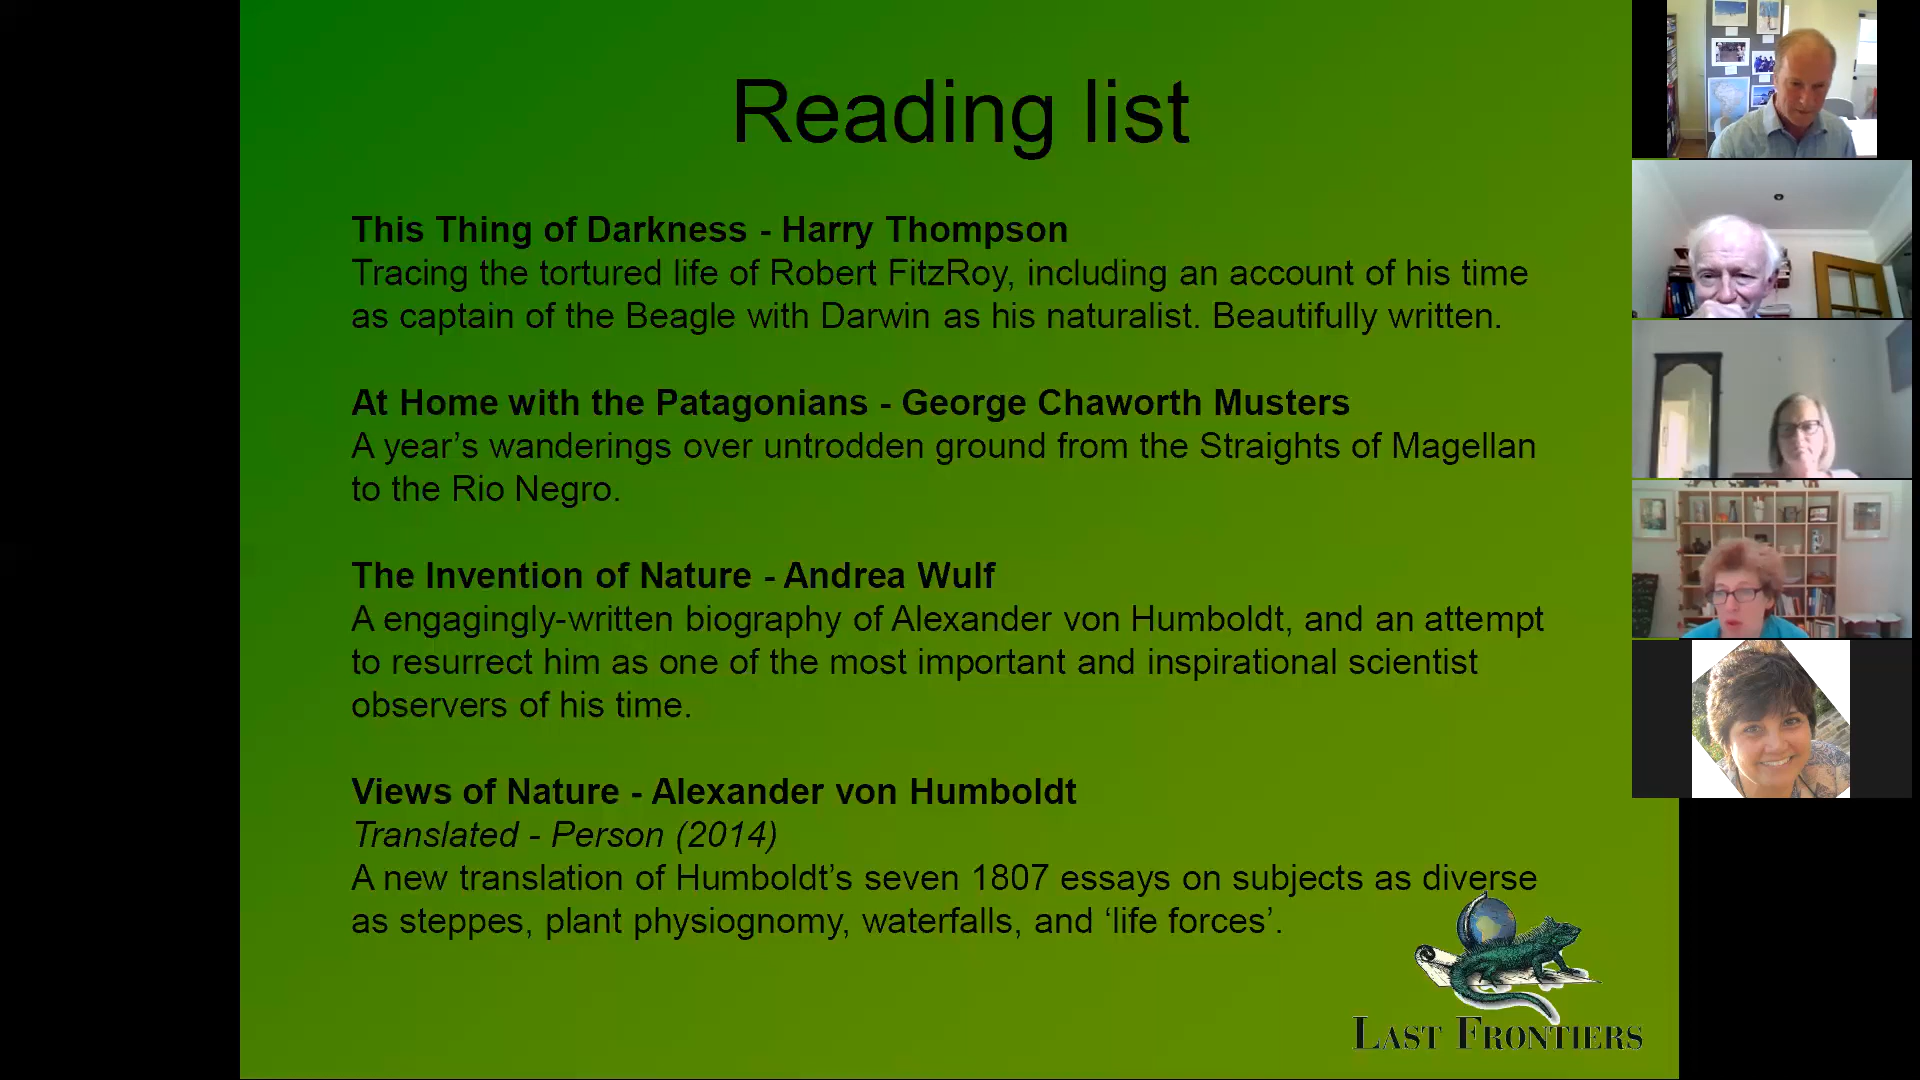 Reading list
This Thing of Darkness - Harry Thompson
Tracing the tortured life of Robert FitzRoy, including an account of his time
as captain of the Beagle with Darwin as his naturalist. Beautifully written.
At Home with the Patagonians - George Chaworth Musters
A year’s wanderings over untrodden ground from the Straights of Magellan
to the Rio Negro.
The Invention of Nature - Andrea Wulf
A engagingly-written biography of Alexander von Humboldt, and an attempt
to resurrect him as one of the most important and inspirational scientist
observers of his time.
Views of Nature - Alexander von Humboldt
Translated - Person (2014)
A new translation of Humboldt’s seven 1807 essays on subjects as diverse
as steppes, plant physiognomy, waterfalls, and ‘life forces’.
LAST FRONTIERS